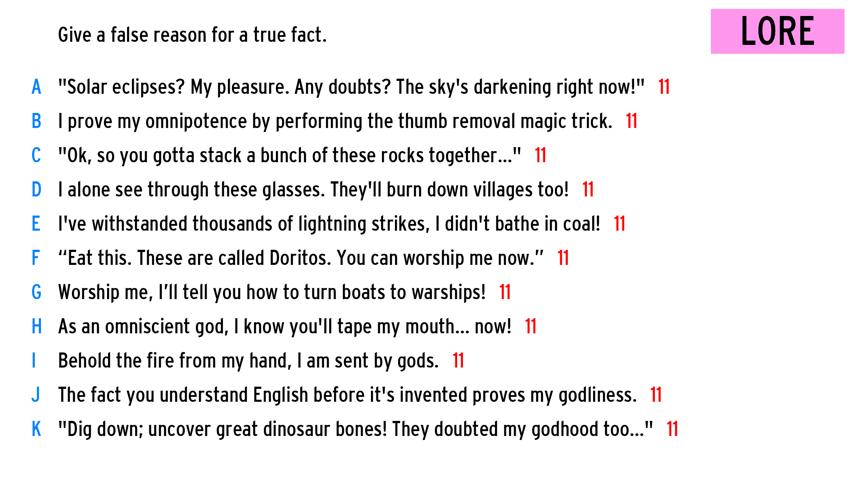 Give a false reason for a true fact.
LORE
A "Solar eclipses? My pleasure. Any doubts? The sky's darkening right now!" 11
B I prove my omnipotence by performing the thumb removal magic trick. 11
C "Ok, so you gotta stack a bunch of these rocks together..." 11
D I alone see through these glasses. They'll burn down villages too! 11
E I've withstanded thousands of lightning strikes, I didn't bathe in coal! 11
F “Eat this. These are called Doritos. You can worship me now.” 11
G Worship me, I’ll tell you how to turn boats to warships! 11
H As an omniscient god, I know you'll tape my mouth... now! 11
I Behold the fire from my hand, I am sent by gods. 11
J The fact you understand English before it's invented proves my godliness. 11
K "Dig down; uncover great dinosaur bones! They doubted my godhood too..." 11